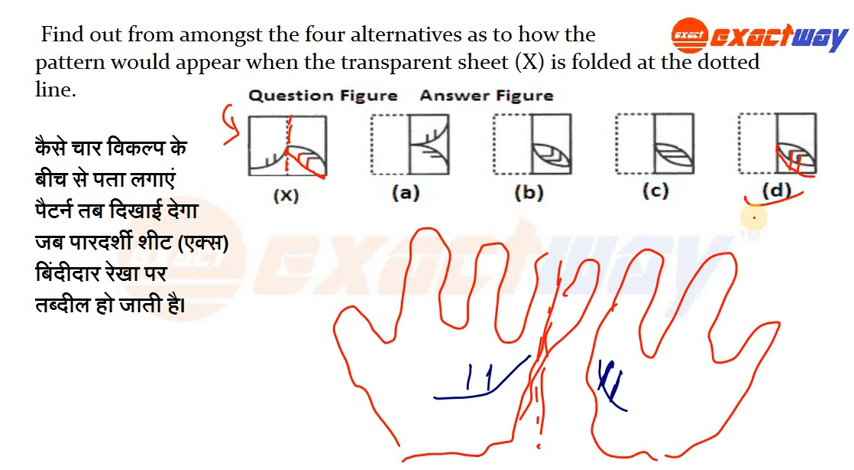 Find out from amongst the four alternatives as to how the
pattern would appear when the transparent sheet (X) is folded at the dotted
line.
exactway
Question Figure Answer Figure
कैसे चार विकल्प के
बीच से पता लगाएं
पैटर्न तब दिखाई देगा
जब पारदर्शी शीट (एक्स)
बिंदीदार रेखा पर
तब्दील हो जाती है।
(X) (a) (b) (c) (d)
exactway